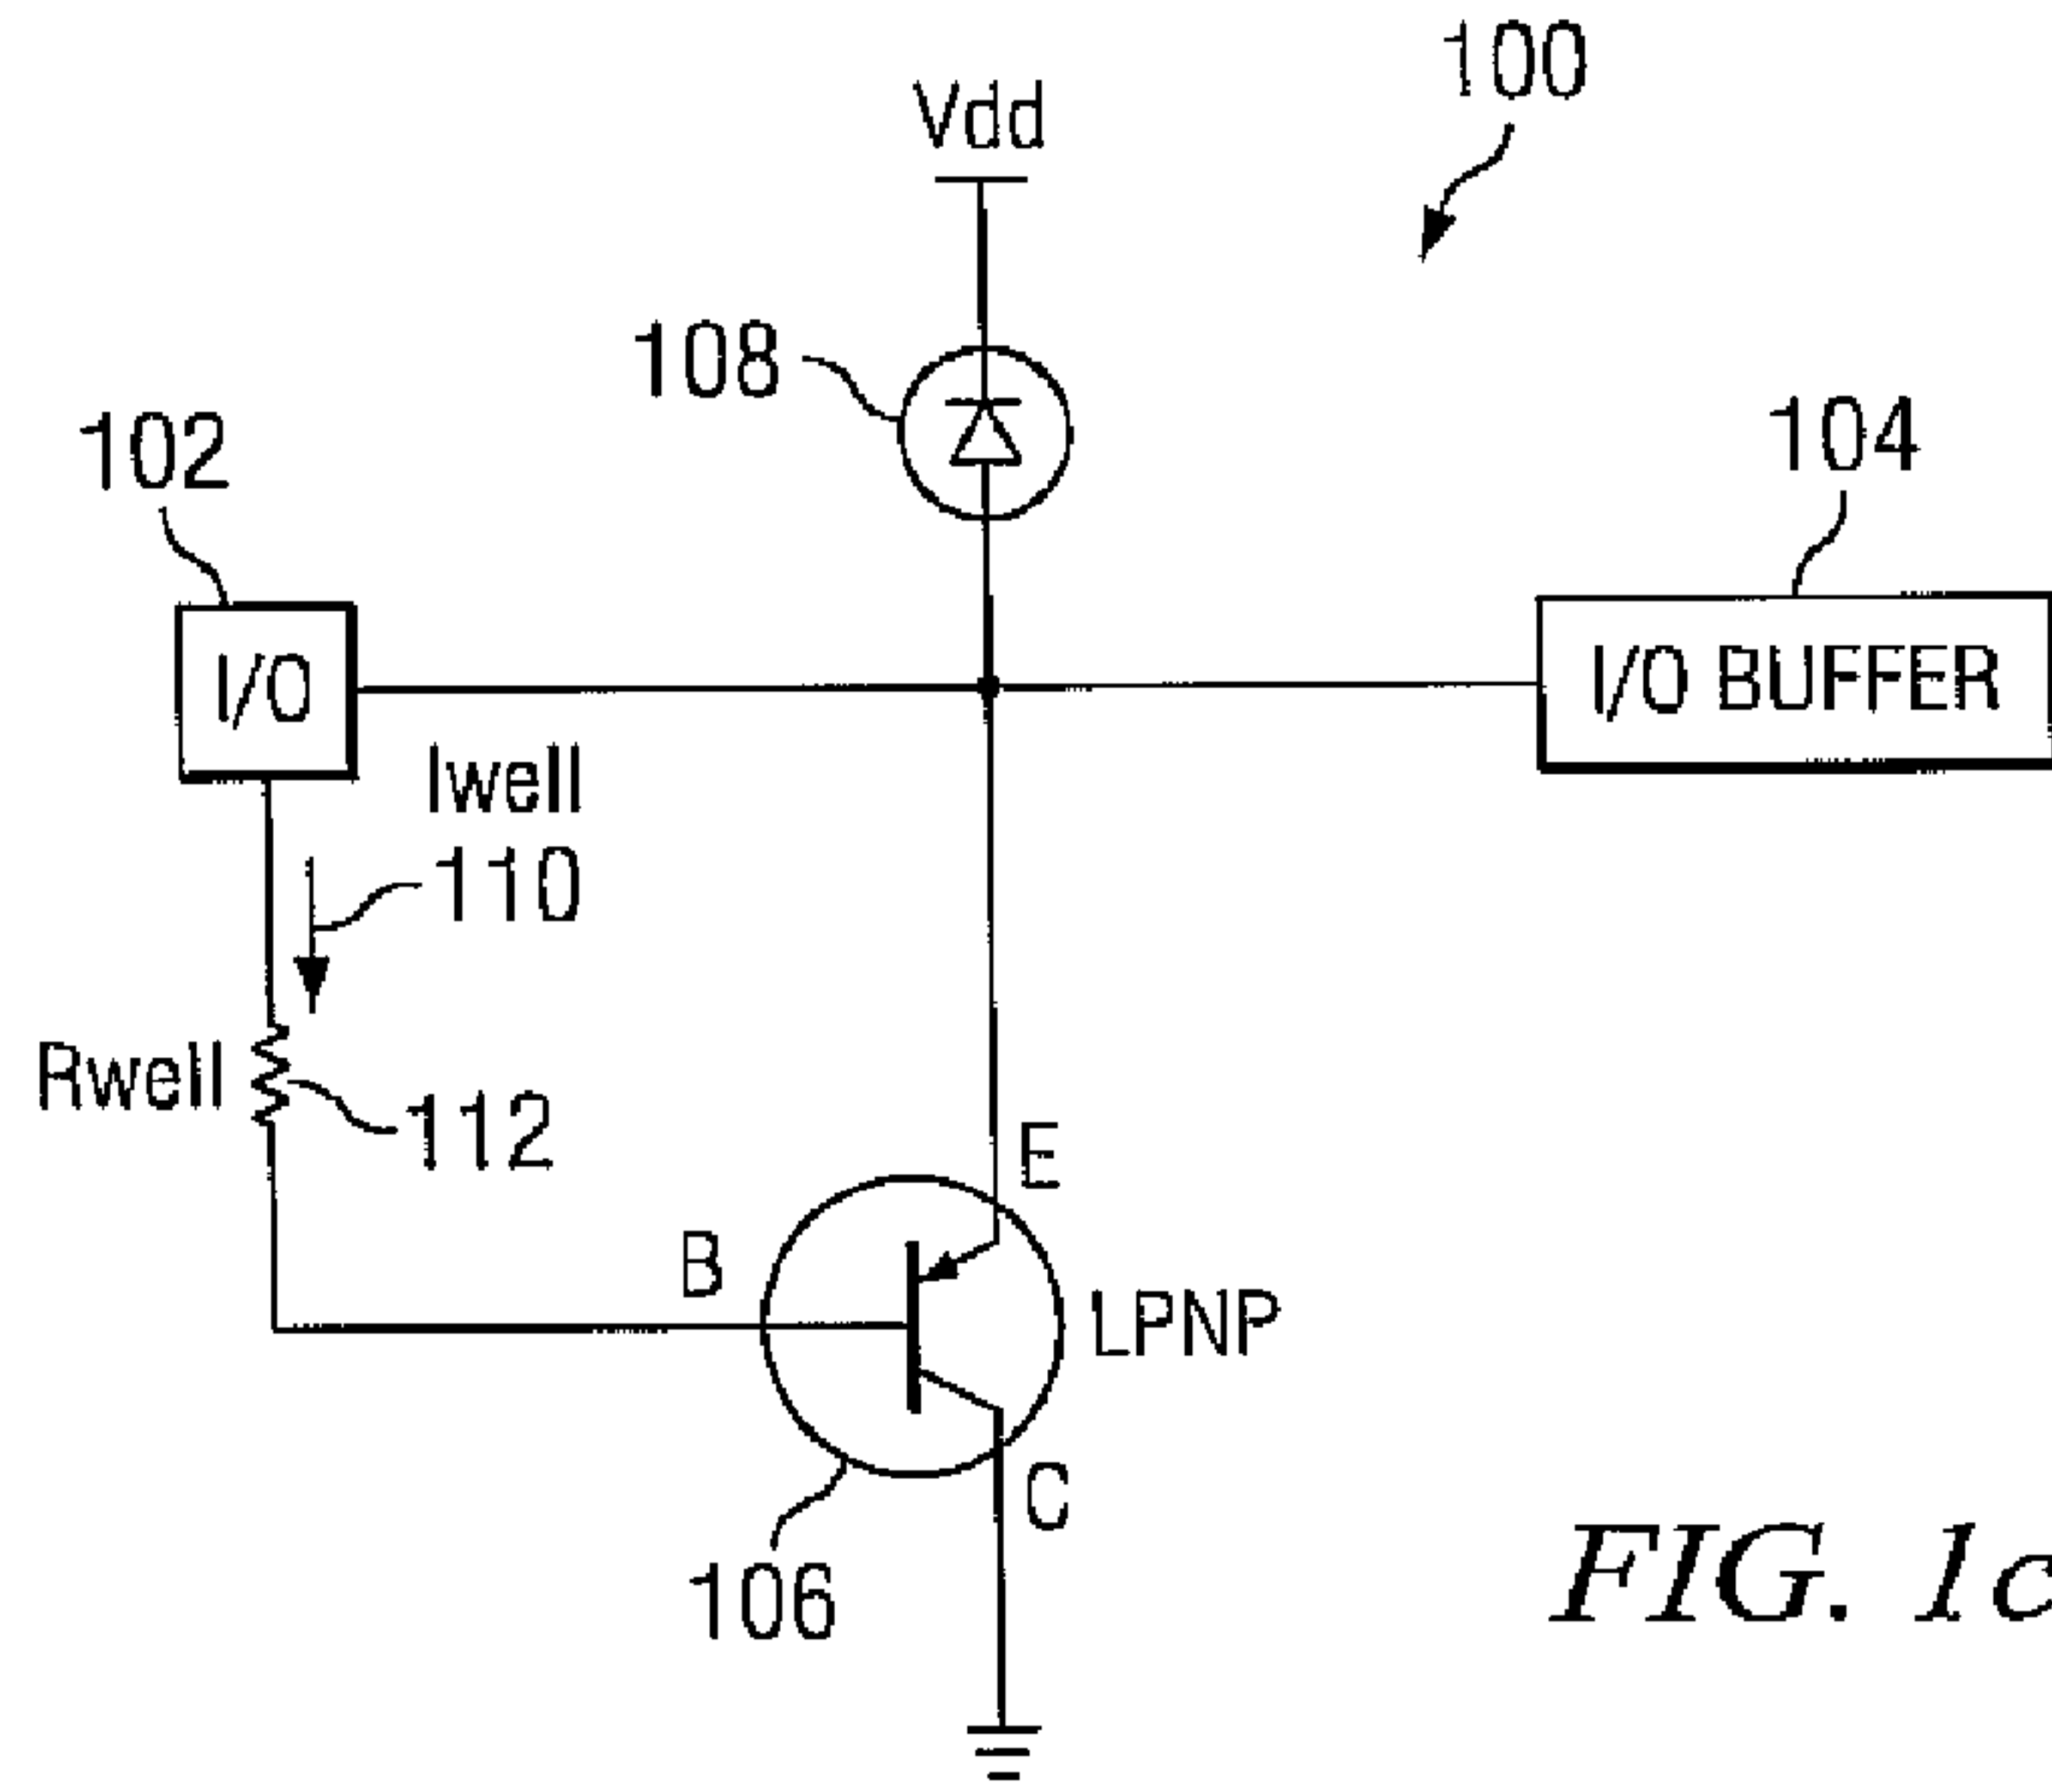 100
Vdd
108
102
104
I/O
I/O BUFFER
Iwell
110
Rwell
112
E
B
LPNP
C
106
FIG. 1c